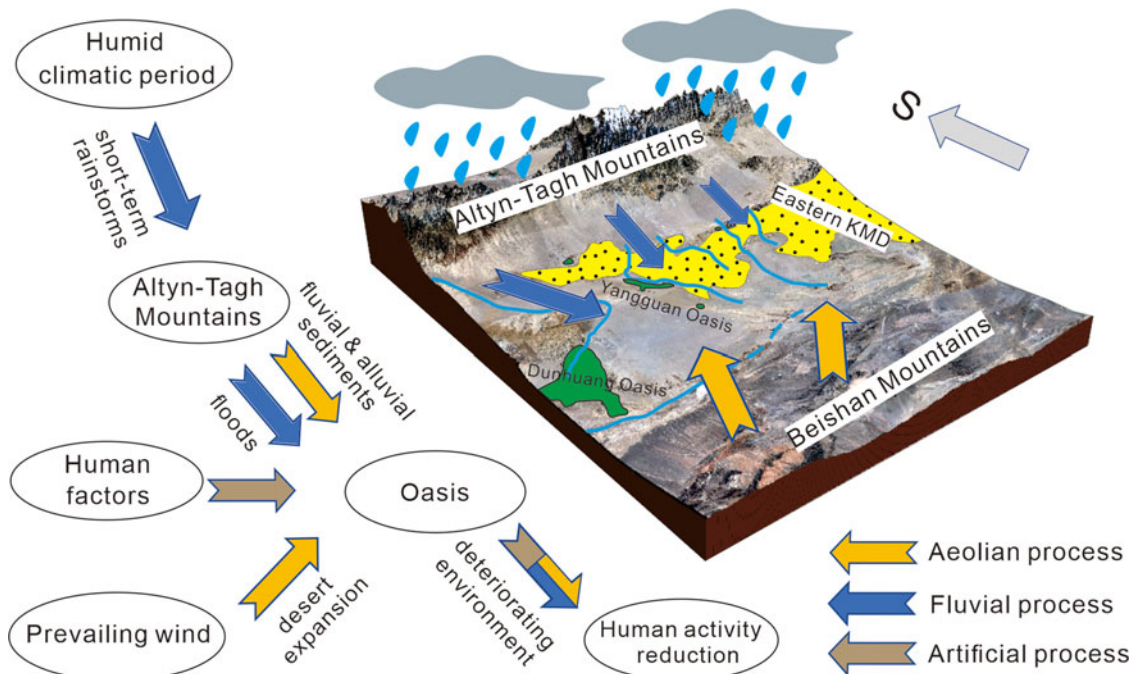 Humid
climatic period
short-term
rainstorms
Altyn-Tagh
Mountains
fluvial & alluvial
sediments
floods
Human
factors
Oasis
Prevailing wind
desert
expansion
deteriorating
environment
Human activity
reduction
Altyn-Tagh Mountains
Eastern KMD
Yangguan Oasis
Dunhuang Oasis
Beishan Mountains
S
Aeolian process
Fluvial process
Artificial process